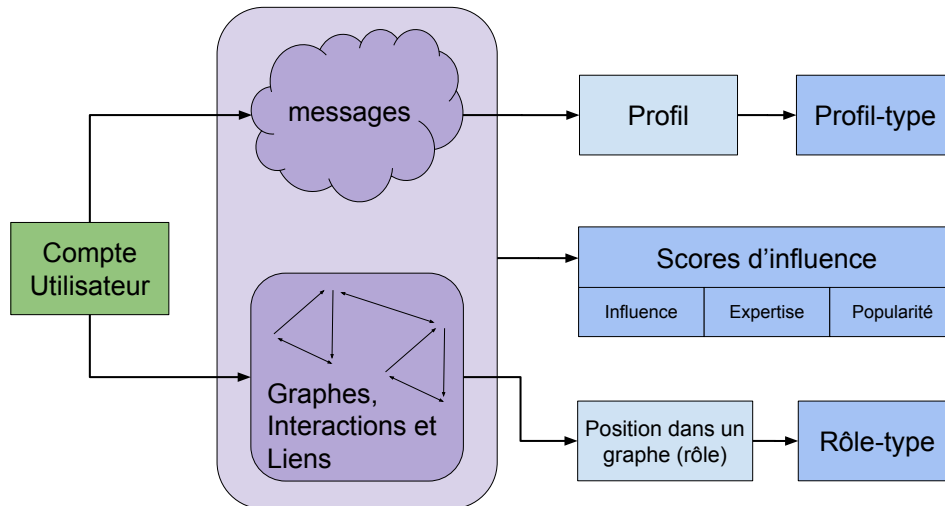 messages
Profil
Profil-type
Compte
Utilisateur
Scores d'influence
Influence
Expertise
Popularité
Graphes,
Interactions et
Liens
Position dans un
graphe (rôle)
Rôle-type